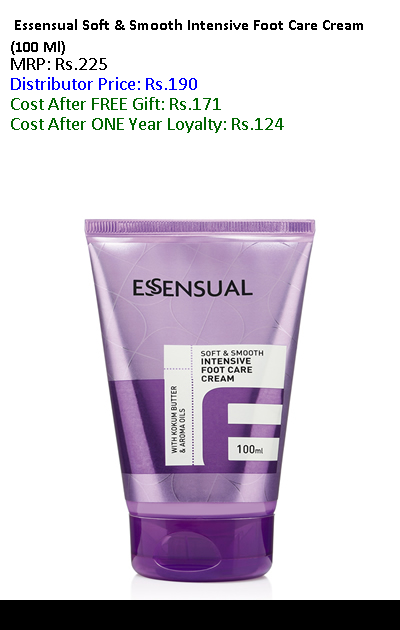 Essensual Soft & Smooth Intensive Foot Care Cream
(100 Ml)
MRP: Rs.225
Distributor Price: Rs.190
Cost After FREE Gift: Rs.171
Cost After ONE Year Loyalty: Rs.124
ESSENSUAL
SOFT & SMOOTH
INTENSIVE
FOOT CARE
CREAM
WITH KOKUM BUTTER
& AROMA OILS
100ml